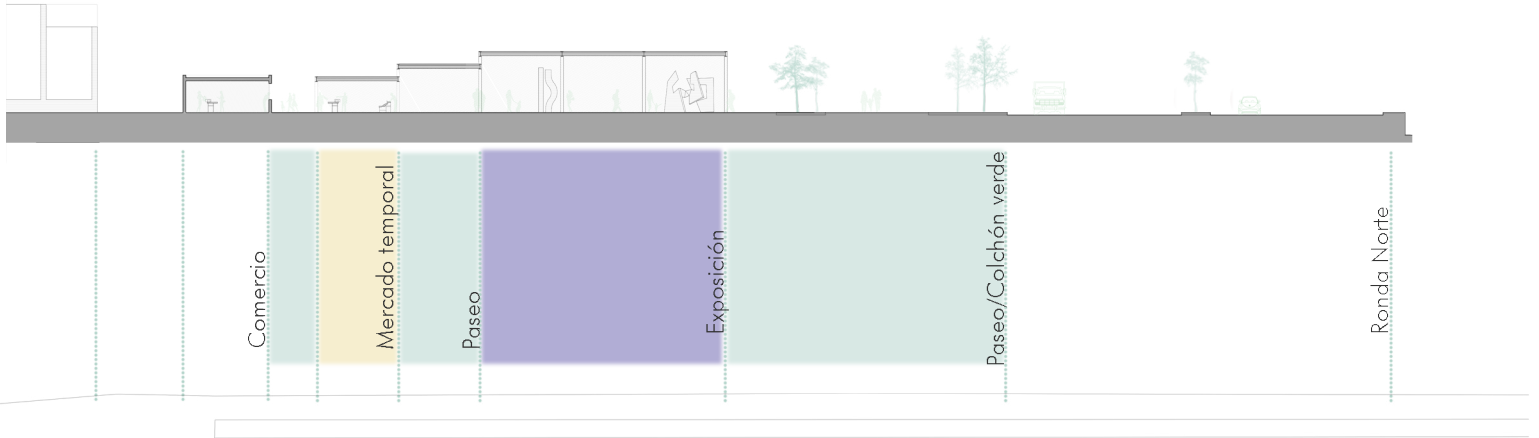 Comercio
Mercado temporal
Paseo
Exposición
Paseo/Colchón verde
Ronda Norte